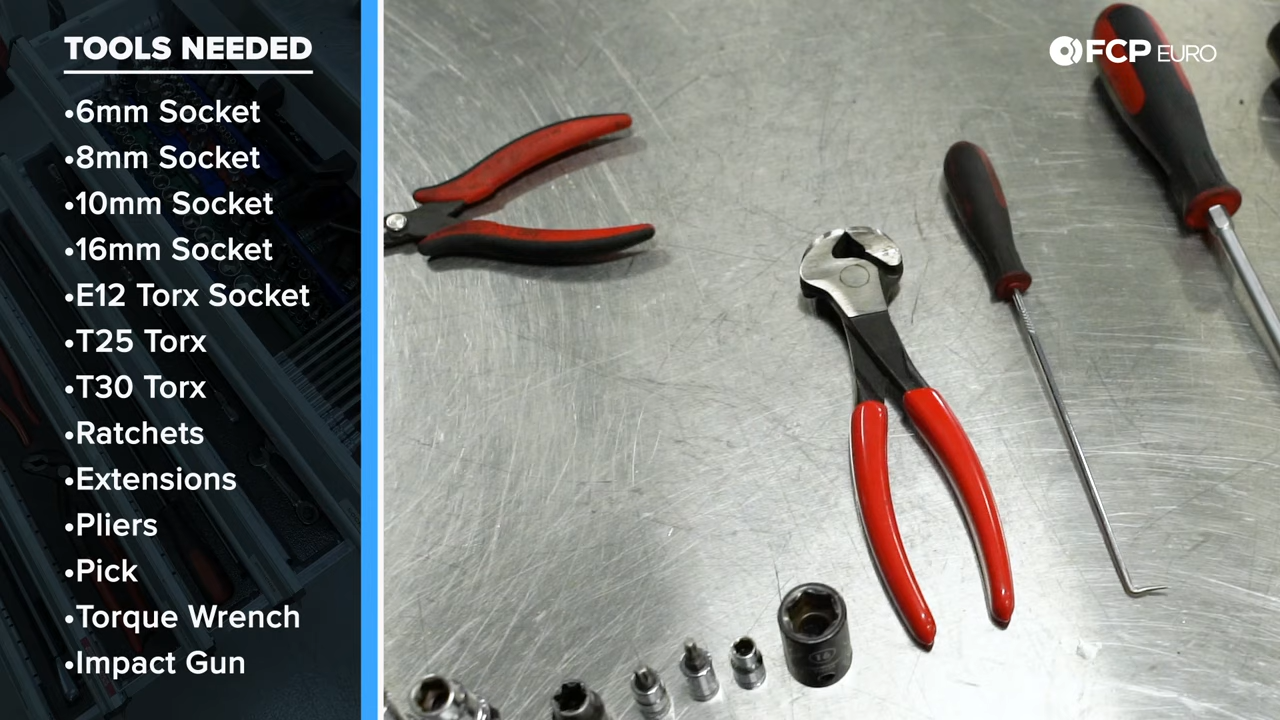 TOOLS NEEDED
•6mm Socket
•8mm Socket
•10mm Socket
•16mm Socket
•E12 Torx Socket
•T25 Torx
•T30 Torx
•Ratchets
•Extensions
•Pliers
•Pick
•Torque Wrench
•Impact Gun
FCP EURO